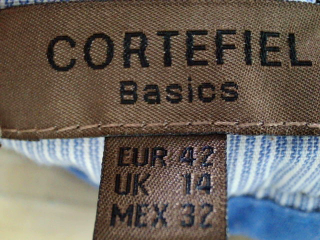 CORTEFIEL
Basics
EUR 42
UK 14
MEX 32